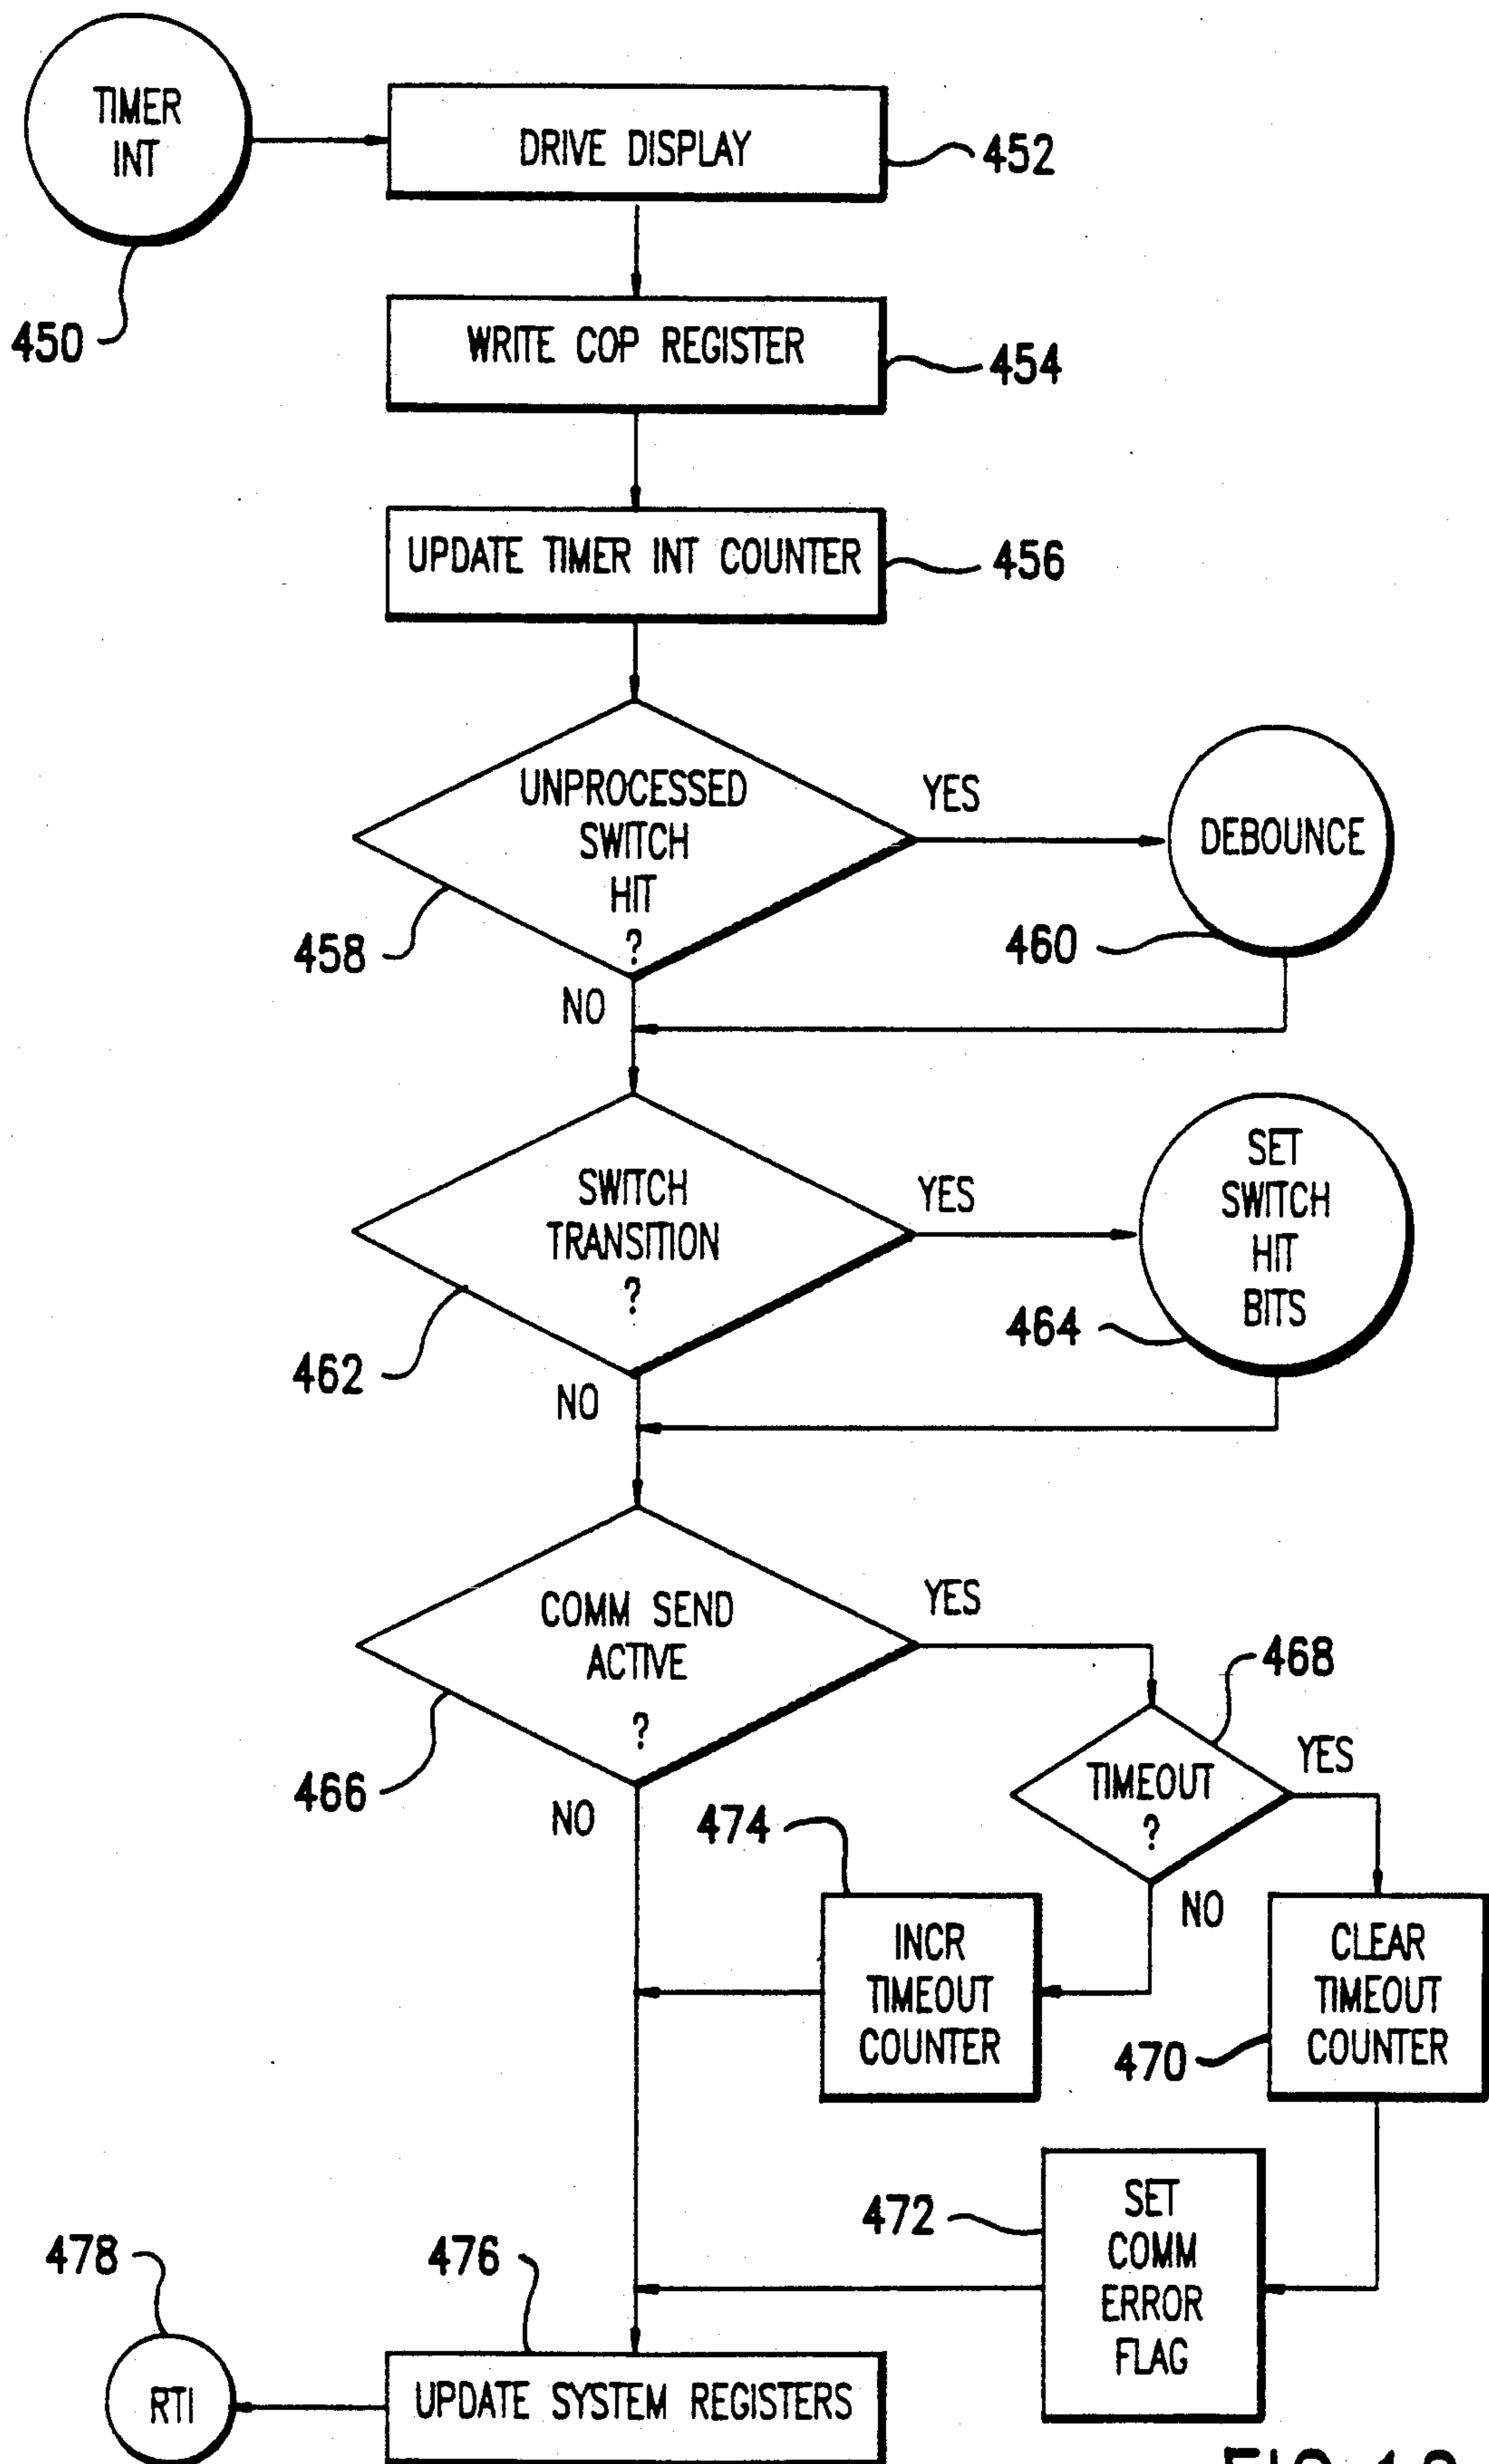 TIMER
INT
450
DRIVE DISPLAY
452
WRITE COP REGISTER
454
UPDATE TIMER INT COUNTER
456
UNPROCESSED
SWITCH
HIT
?
458
YES
NO
DEBOUNCE
460
SWITCH
TRANSITION
?
462
YES
NO
SET
SWITCH
HIT
BITS
464
COMM SEND
ACTIVE
?
466
YES
NO
TIMEOUT
?
468
YES
NO
474
INCR
TIMEOUT
COUNTER
CLEAR
TIMEOUT
COUNTER
470
SET
COMM
ERROR
FLAG
472
476
UPDATE SYSTEM REGISTERS
478
RTI